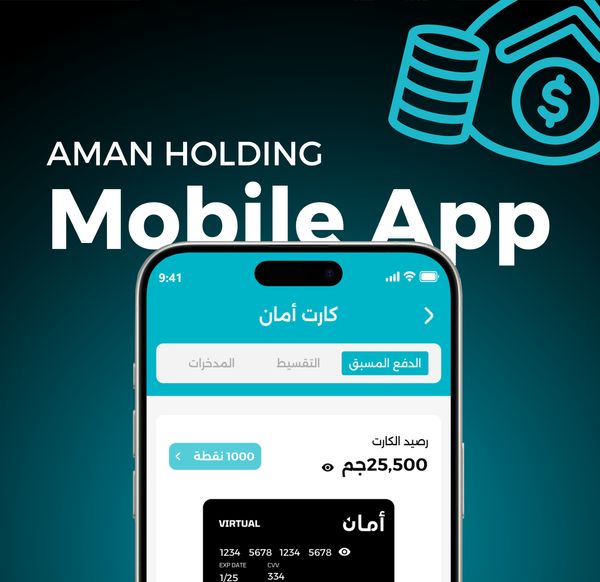 AMAN HOLDING
Mobile App
9:41
كارت أمان
الدفع المسبق
التقسيط
المدخرات
رصيد الكارت
25,500جم
1000 نقطة
VIRTUAL
أمان
1234 5678 1234 5678
EXP DATE CVV
1/25 334